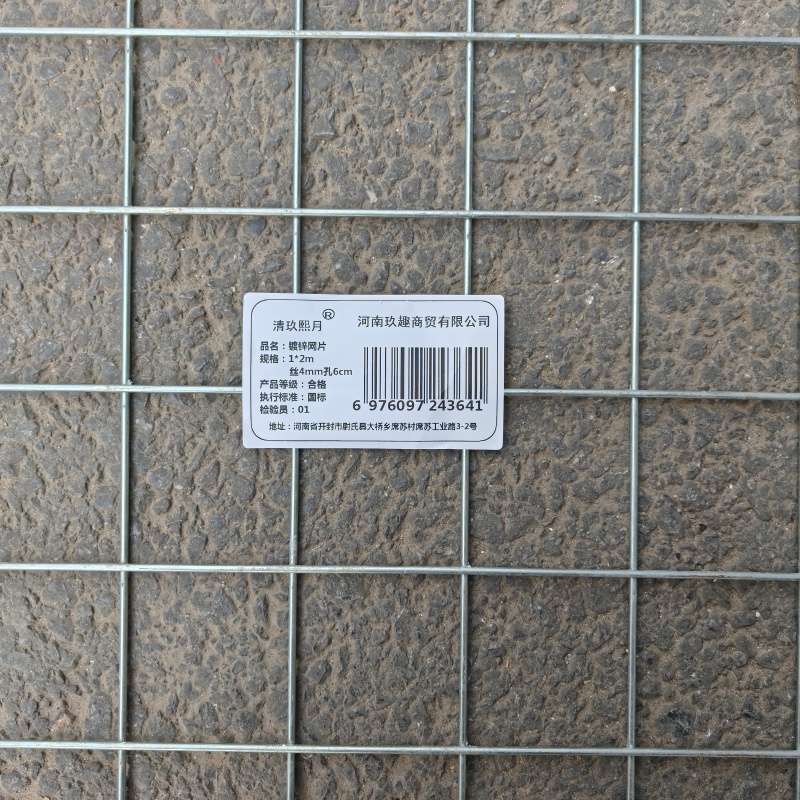 清玖熙月® 河南玖趣商贸有限公司
品名：镀锌网片
规格：1*2m
丝4mm孔6cm
产品等级：合格
执行标准：国标
检验员：01
6 976097 243641
地址：河南省开封市尉氏县大桥乡席苏村席苏工业路3-2号